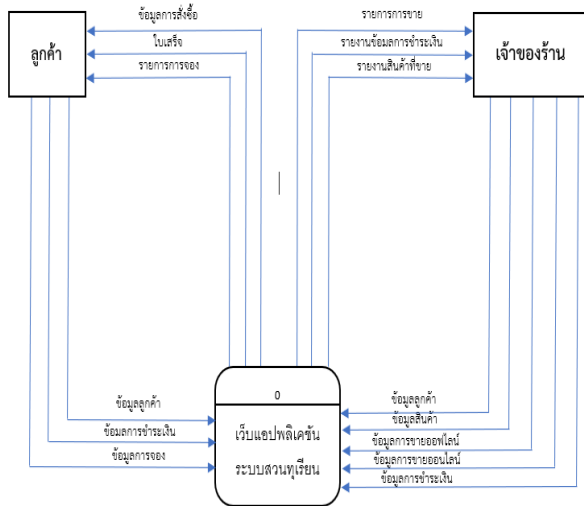 ข้อมูลการสั่งซื้อ
ใบเสร็จ
รายการการจอง
ลูกค้า
รายการการขาย
รายงานข้อมลการชำระเงิน
รายงานสินค้าที่ขาย
เจ้าของร้าน
ข้อมูลลูกค้า
ข้อมูลการชำระเงิน
ข้อมูลการจอง
0
เว็บแอปพลิเคชัน
ระบบสวนทุเรียน
ข้อมูลลูกค้า
ข้อมูลสินค้า
ข้อมูลการขายออฟไลน์
ข้อมูลการขายออนไลน์
ข้อมูลการชำระเงิน